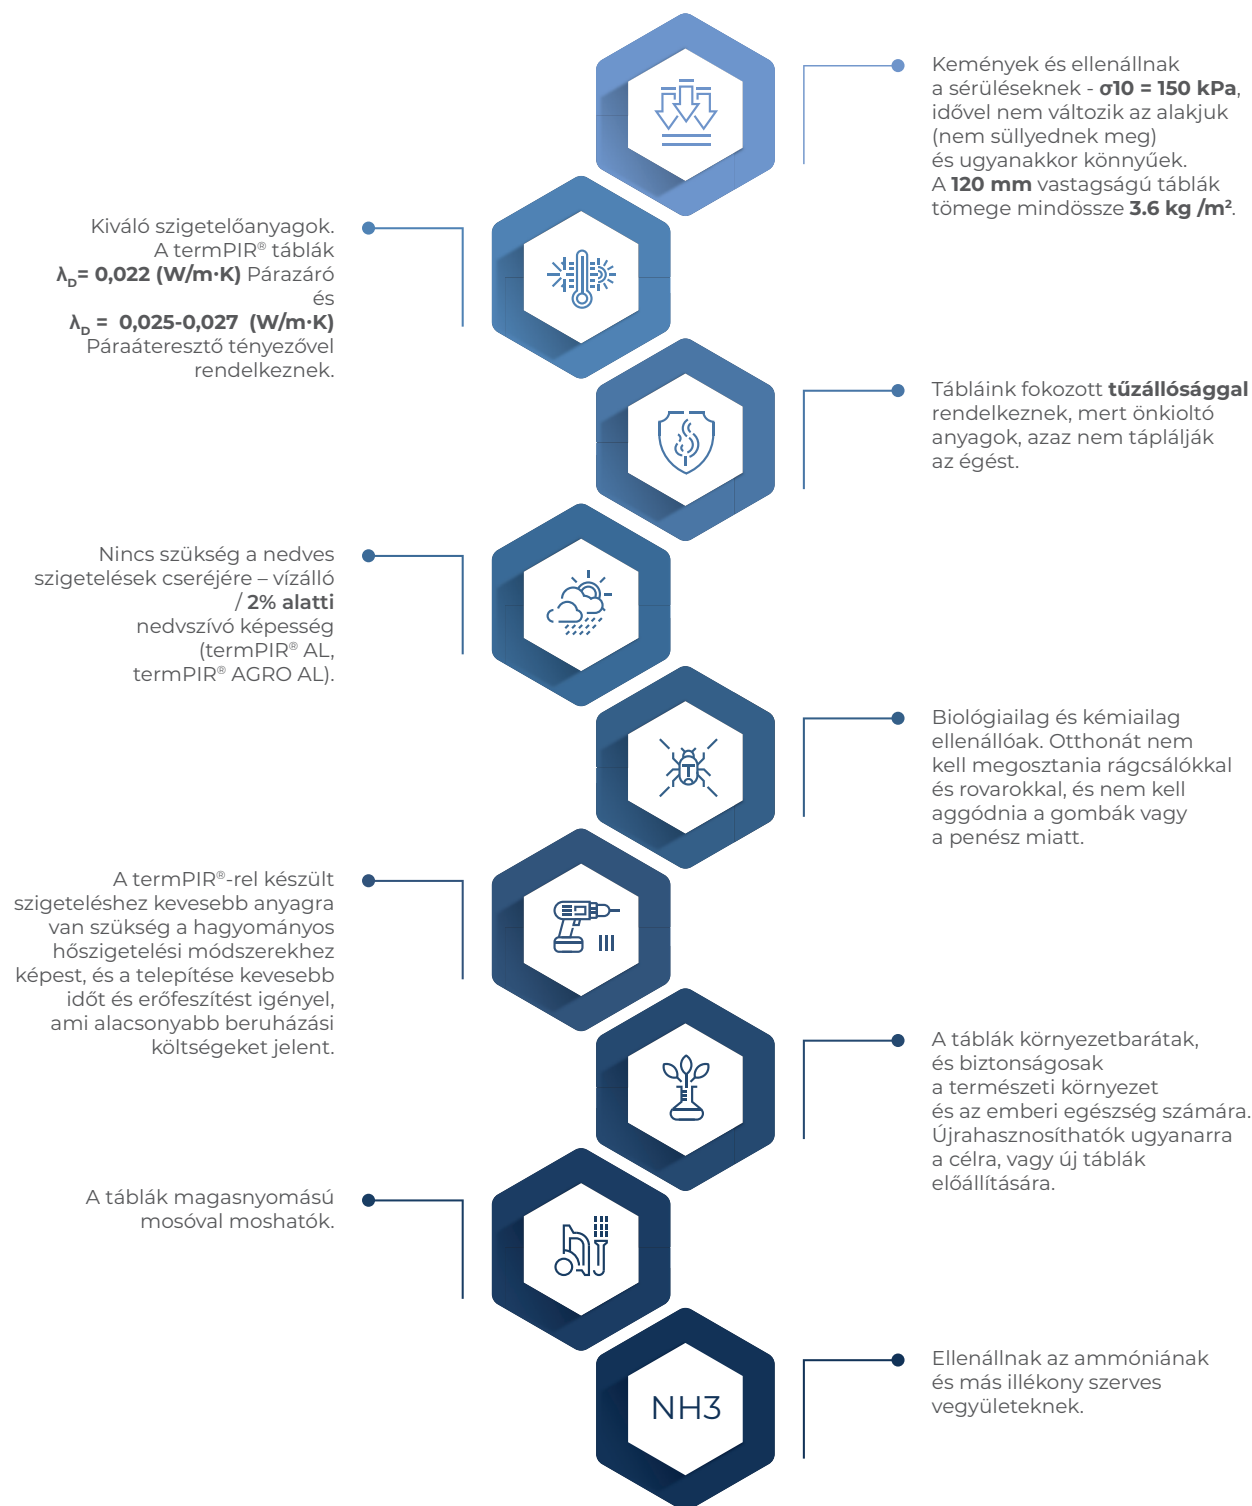 Kemények és ellenállnak
a sérüléseknek - σ10 = 150 kPa,
idővel nem változik az alakjuk
(nem süllyednek meg)
és ugyanakkor könnyűek.
A 120 mm vastagságú táblák
tömege mindössze 3.6 kg /m².
Kiváló szigetelőanyagok.
A termPIR® táblák
λD= 0,022 (W/m·K) Párazáró
és
λD = 0,025-0,027 (W/m·K)
Páraáteresztő tényezővel
rendelkeznek.
Tábláink fokozott tűzállósággal
rendelkeznek, mert önkioltó
anyagok, azaz nem táplálják
az égést.
Nincs szükség a nedves
szigetelések cseréjére – vízálló
/ 2% alatti
nedvszívó képesség
(termPIR® AL,
termPIR® AGRO AL).
Biológiailag és kémiailag
ellenállóak. Otthonát nem
kell megosztania rágcsálókkal
és rovarokkal, és nem kell
aggódnia a gombák vagy
a penész miatt.
A termPIR®-rel készült
szigeteléshez kevesebb anyagra
van szükség a hagyományos
hőszigetelési módszerekhez
képest, és a telepítése kevesebb
időt és erőfeszítést igényel,
ami alacsonyabb beruházási
költségeket jelent.
A táblák környezetbarátak,
és biztonságosak
a természeti környezet
és az emberi egészség számára.
Újrahasznosíthatók ugyanarra
a célra, vagy új táblák
előállítására.
A táblák magasnyomású
mosóval moshatók.
NH3
Ellenállnak az ammóniának
és más illékony szerves
vegyületeknek.